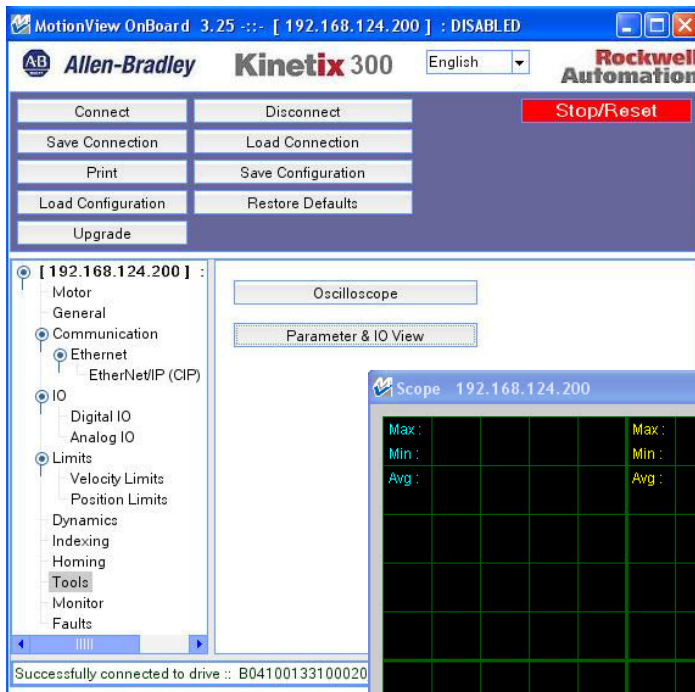 MotionView OnBoard 3.25 -::- [ 192.168.124.200 ] : DISABLED
AB Allen-Bradley Kinetix 300 English Rockwell Automation
Connect Disconnect Stop/Reset
Save Connection Load Connection
Print Save Configuration
Load Configuration Restore Defaults
Upgrade
[ 192.168.124.200 ] :
Motor
General
Communication
Ethernet
EtherNet/IP (CIP)
IO
Digital IO
Analog IO
Limits
Velocity Limits
Position Limits
Dynamics
Indexing
Homing
Tools
Monitor
Faults
Oscilloscope
Parameter & IO View
Scope 192.168.124.200
Max : Max :
Min : Min :
Avg : Avg :
Successfully connected to drive :: B04100133100020